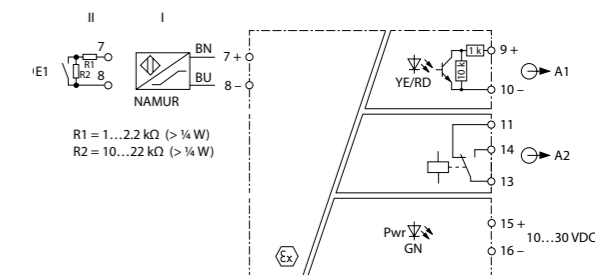 II I
7
R1
R2 8
E1
BN 7 +
BU 8 –
NAMUR
R1 = 1…2.2 kΩ (> ¼ W)
R2 = 10…22 kΩ (> ¼ W)
YE/RD
1 k
10 k
9 +
10 –
A1
11
14
13
A2
Pwr
GN
15 +
16 –
10…30 VDC
εx